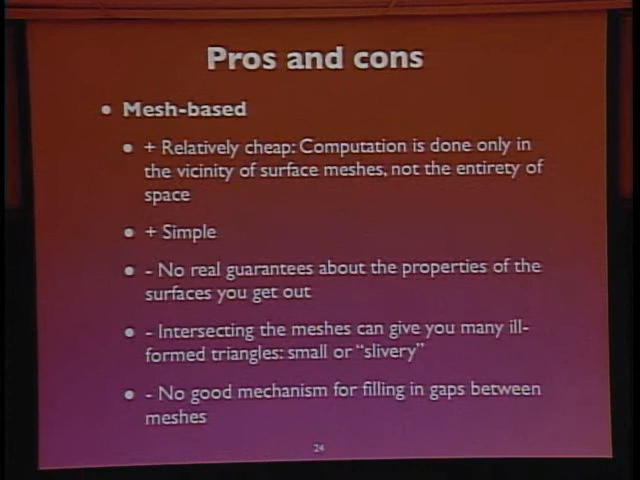 Pros and cons
• Mesh-based
• + Relatively cheap: Computation is done only in
the vicinity of surface meshes, not the entirety of
space
• + Simple
• - No real guarantees about the properties of the
surfaces you get out
• - Intersecting the meshes can give you many ill-
formed triangles: small or “slivery”
• - No good mechanism for filling in gaps between
meshes
24